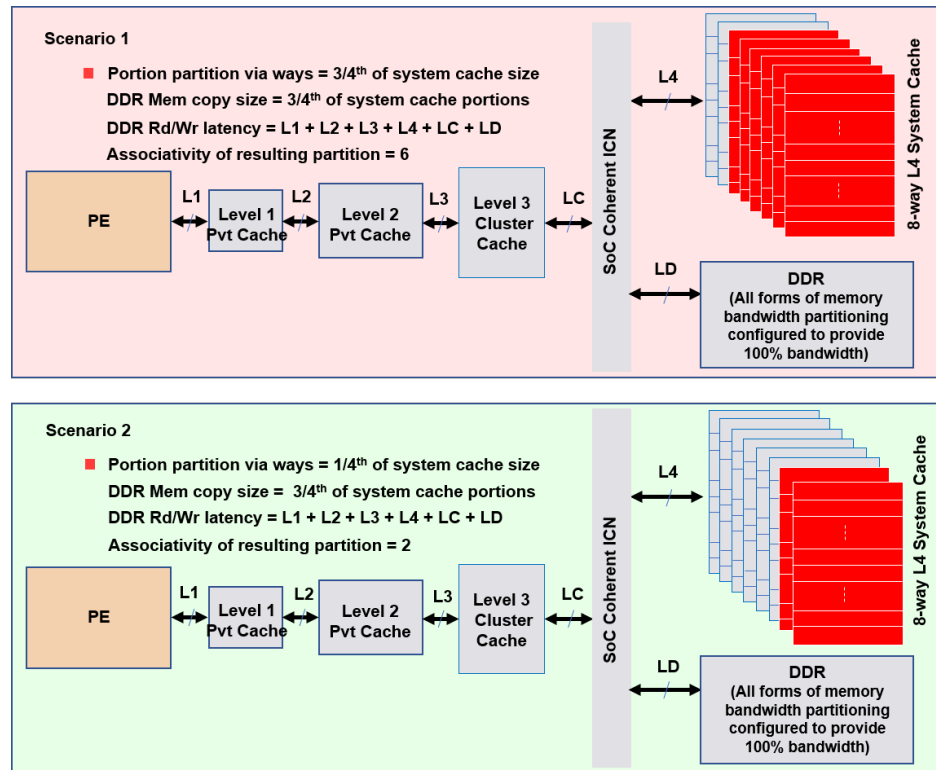 Scenario 1
Portion partition via ways = 3/4th of system cache size
DDR Mem copy size = 3/4th of system cache portions
DDR Rd/Wr latency = L1 + L2 + L3 + L4 + LC + LD
Associativity of resulting partition = 6
PE
L1
Level 1
Pvt Cache
L2
Level 2
Pvt Cache
L3
Level 3
Cluster
Cache
LC
SoC Coherent ICN
L4
8-way L4 System Cache
LD
DDR
(All forms of memory
bandwidth partitioning
configured to provide
100% bandwidth)
Scenario 2
Portion partition via ways = 1/4th of system cache size
DDR Mem copy size = 3/4th of system cache portions
DDR Rd/Wr latency = L1 + L2 + L3 + L4 + LC + LD
Associativity of resulting partition = 2
PE
L1
Level 1
Pvt Cache
L2
Level 2
Pvt Cache
L3
Level 3
Cluster
Cache
LC
SoC Coherent ICN
L4
8-way L4 System Cache
LD
DDR
(All forms of memory
bandwidth partitioning
configured to provide
100% bandwidth)